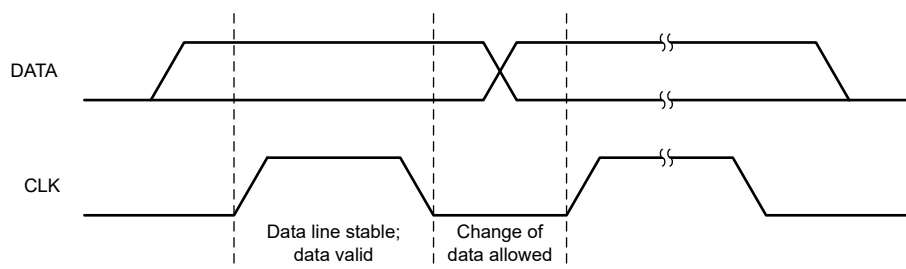 DATA
CLK
Data line stable;
data valid
Change of
data allowed